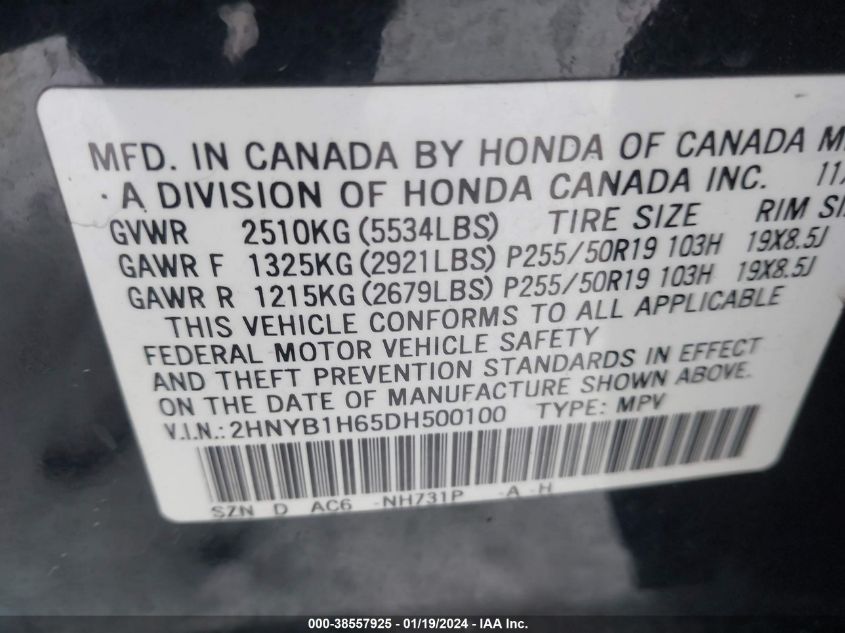 MFD. IN CANADA BY HONDA OF CANADA
· A DIVISION OF HONDA CANADA INC. 11/
GVWR 2510KG (5534LBS) TIRE SIZE RIM
GAWR F 1325KG (2921LBS) P255/50R19 103H 19X8.5J
GAWR R 1215KG (2679LBS) P255/50R19 103H 19X8.5J
THIS VEHICLE CONFORMS TO ALL APPLICABLE
FEDERAL MOTOR VEHICLE SAFETY
AND THEFT PREVENTION STANDARDS IN EFFECT
ON THE DATE OF MANUFACTURE SHOWN ABOVE.
V.I.N.: 2HNYB1H65DH500100 TYPE: MPV
SZN D AC6 -NH731P -A -H
000-38557925 - 01/19/2024 - IAA Inc.